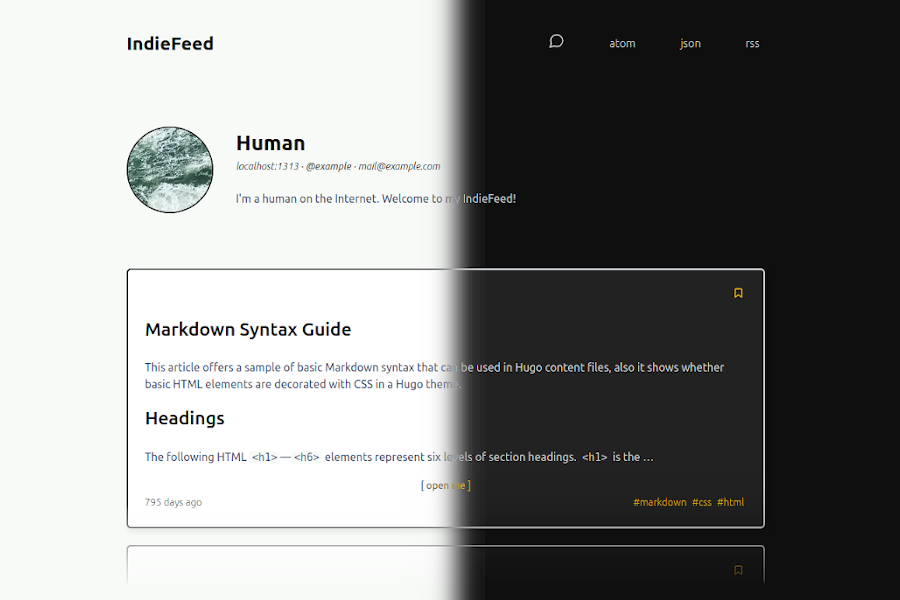 IndieFeed
atom json rss
Human
localhost:1313 · @example · mail@example.com
I'm a human on the Internet. Welcome to my IndieFeed!
Markdown Syntax Guide
This article offers a sample of basic Markdown syntax that can be used in Hugo content files, also it shows whether
basic HTML elements are decorated with CSS in a Hugo theme.
Headings
The following HTML <h1> — <h6> elements represent six levels of section headings. <h1> is the …
[ open me ]
795 days ago #markdown #css #html